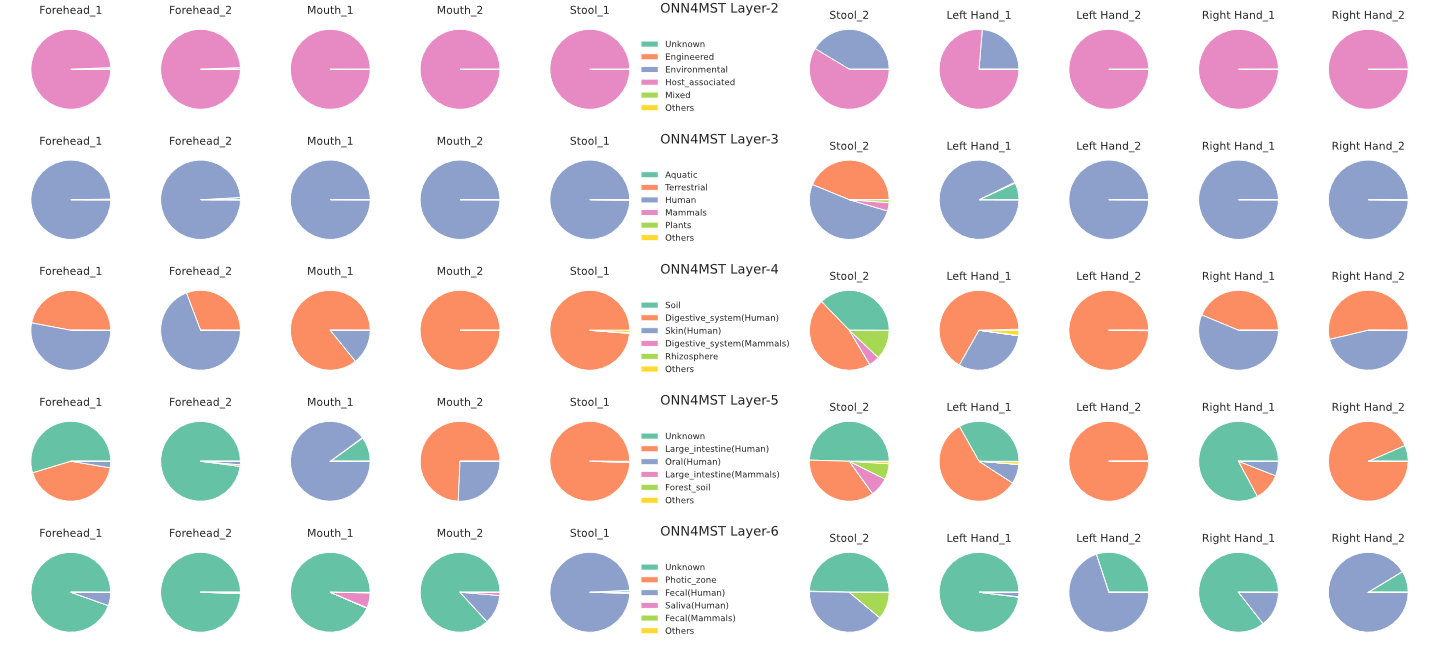 Forehead_1 Forehead_2 Mouth_1 Mouth_2 Stool_1 ONN4MST Layer-2 Stool_2 Left Hand_1 Left Hand_2 Right Hand_1 Right Hand_2
Unknown
Engineered
Environmental
Host_associated
Mixed
Others
Forehead_1 Forehead_2 Mouth_1 Mouth_2 Stool_1 ONN4MST Layer-3 Stool_2 Left Hand_1 Left Hand_2 Right Hand_1 Right Hand_2
Aquatic
Terrestrial
Human
Mammals
Plants
Others
Forehead_1 Forehead_2 Mouth_1 Mouth_2 Stool_1 ONN4MST Layer-4 Stool_2 Left Hand_1 Left Hand_2 Right Hand_1 Right Hand_2
Soil
Digestive_system(Human)
Skin(Human)
Digestive_system(Mammals)
Rhizosphere
Others
Forehead_1 Forehead_2 Mouth_1 Mouth_2 Stool_1 ONN4MST Layer-5 Stool_2 Left Hand_1 Left Hand_2 Right Hand_1 Right Hand_2
Unknown
Large_intestine(Human)
Oral(Human)
Large_intestine(Mammals)
Forest_soil
Others
Forehead_1 Forehead_2 Mouth_1 Mouth_2 Stool_1 ONN4MST Layer-6 Stool_2 Left Hand_1 Left Hand_2 Right Hand_1 Right Hand_2
Unknown
Photic_zone
Fecal(Human)
Saliva(Human)
Fecal(Mammals)
Others